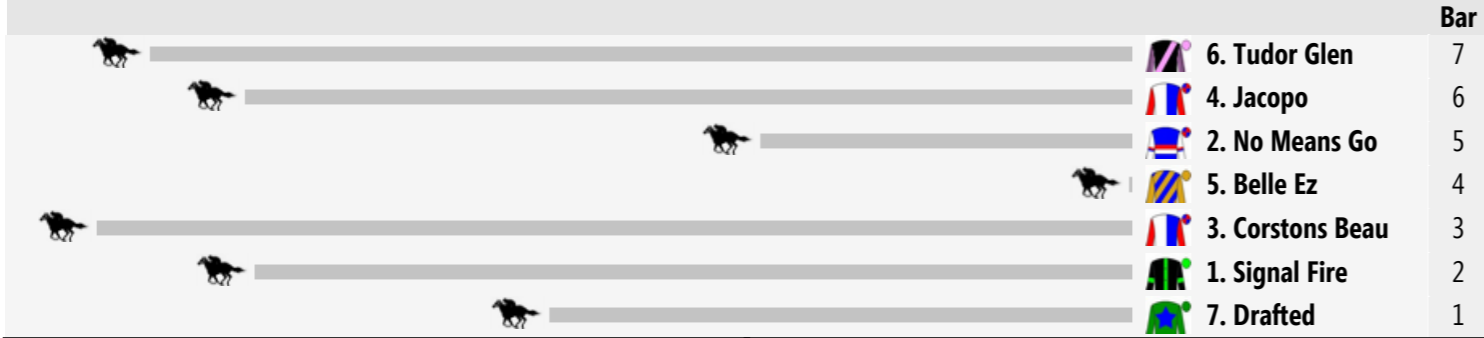 Bar
6. Tudor Glen 7
4. Jacopo 6
2. No Means Go 5
5. Belle Ez 4
3. Corstons Beau 3
1. Signal Fire 2
7. Drafted 1